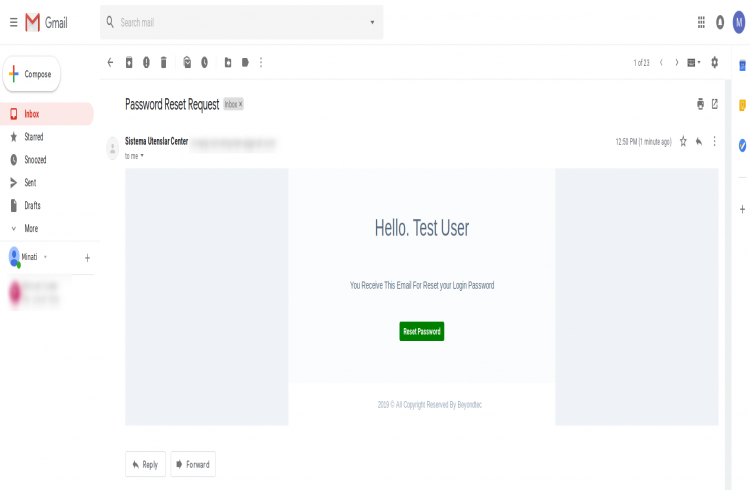 Gmail
Search mail
M
Compose
1 of 23
Inbox
Password Reset Request Inbox x
Starred
Sistema Utenslar Center
12:50 PM (1 minute ago)
Snoozed
to me
Sent
Drafts
More
Hello. Test User
Minati
You Receive This Email For Reset your Login Password
Reset Password
2019 © All Copyright Reserved By Beyondtec
Reply
Forward